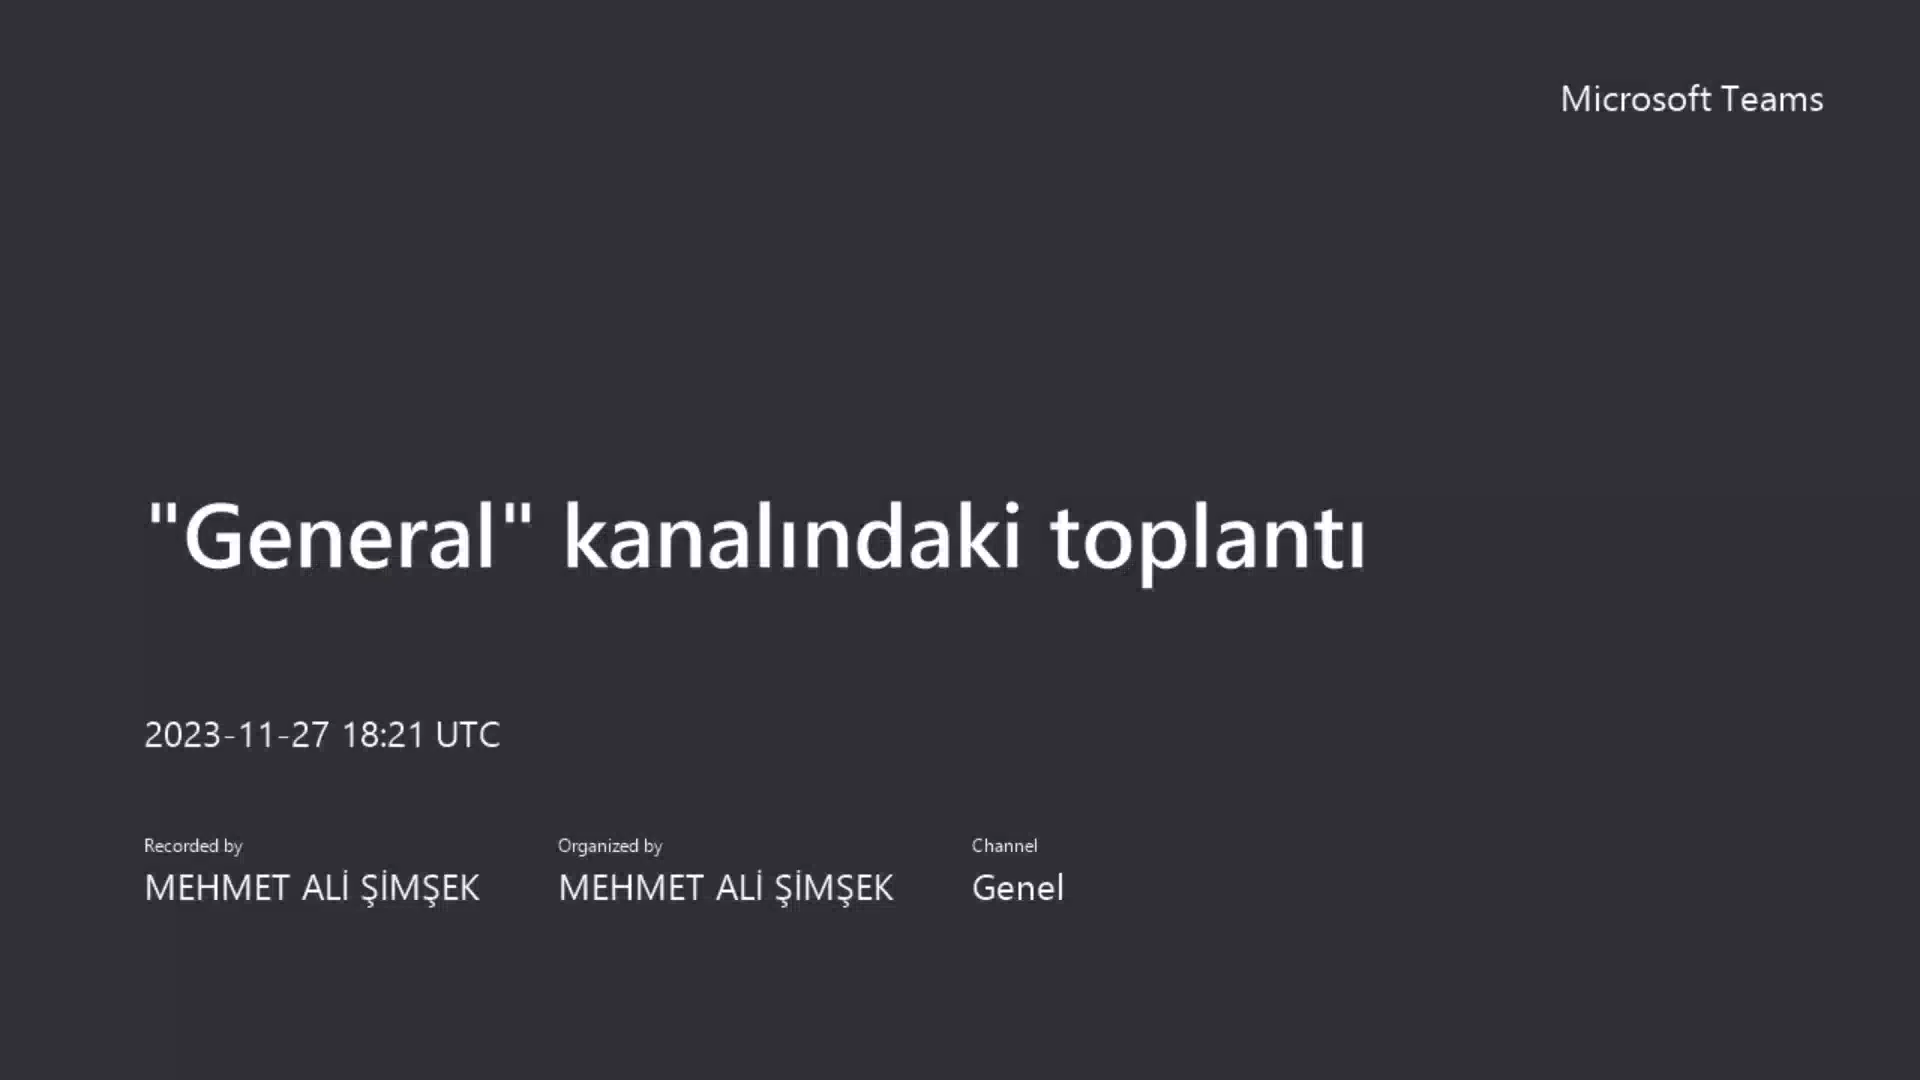 Microsoft Teams
"General" kanalındaki toplantı
2023-11-27 18:21 UTC
Recorded by
MEHMET ALİ ŞİMŞEK
Organized by
MEHMET ALİ ŞİMŞEK
Channel
Genel